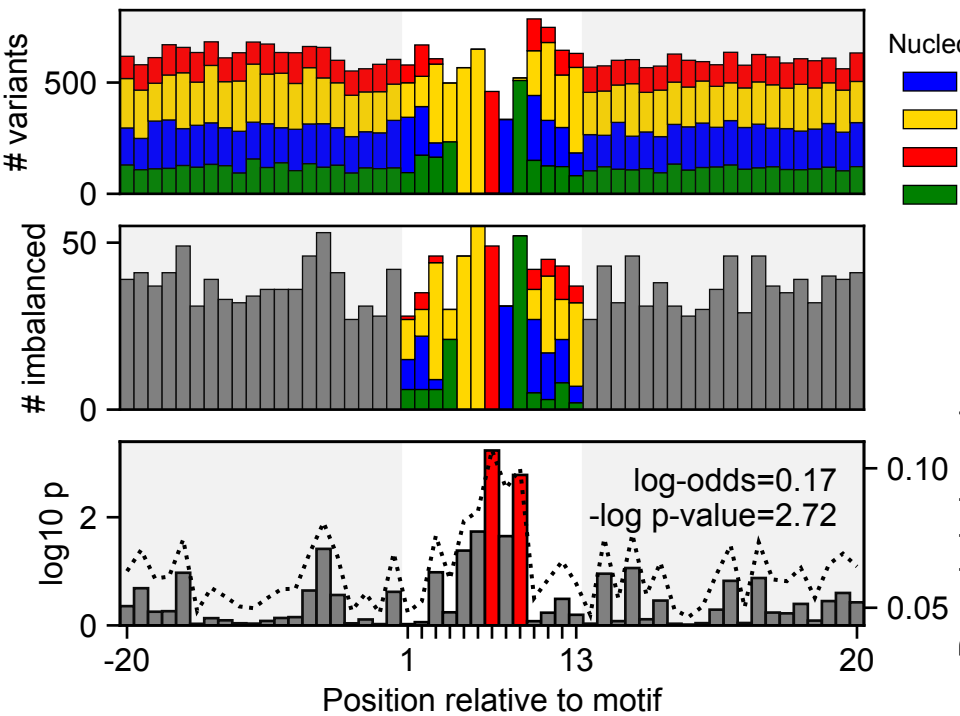 # variants
500
0
Nucleo
# imbalanced
50
0
log10 p
2
0
0.10
0.05
log-odds=0.17
-log p-value=2.72
-20
1
13
20
Position relative to motif